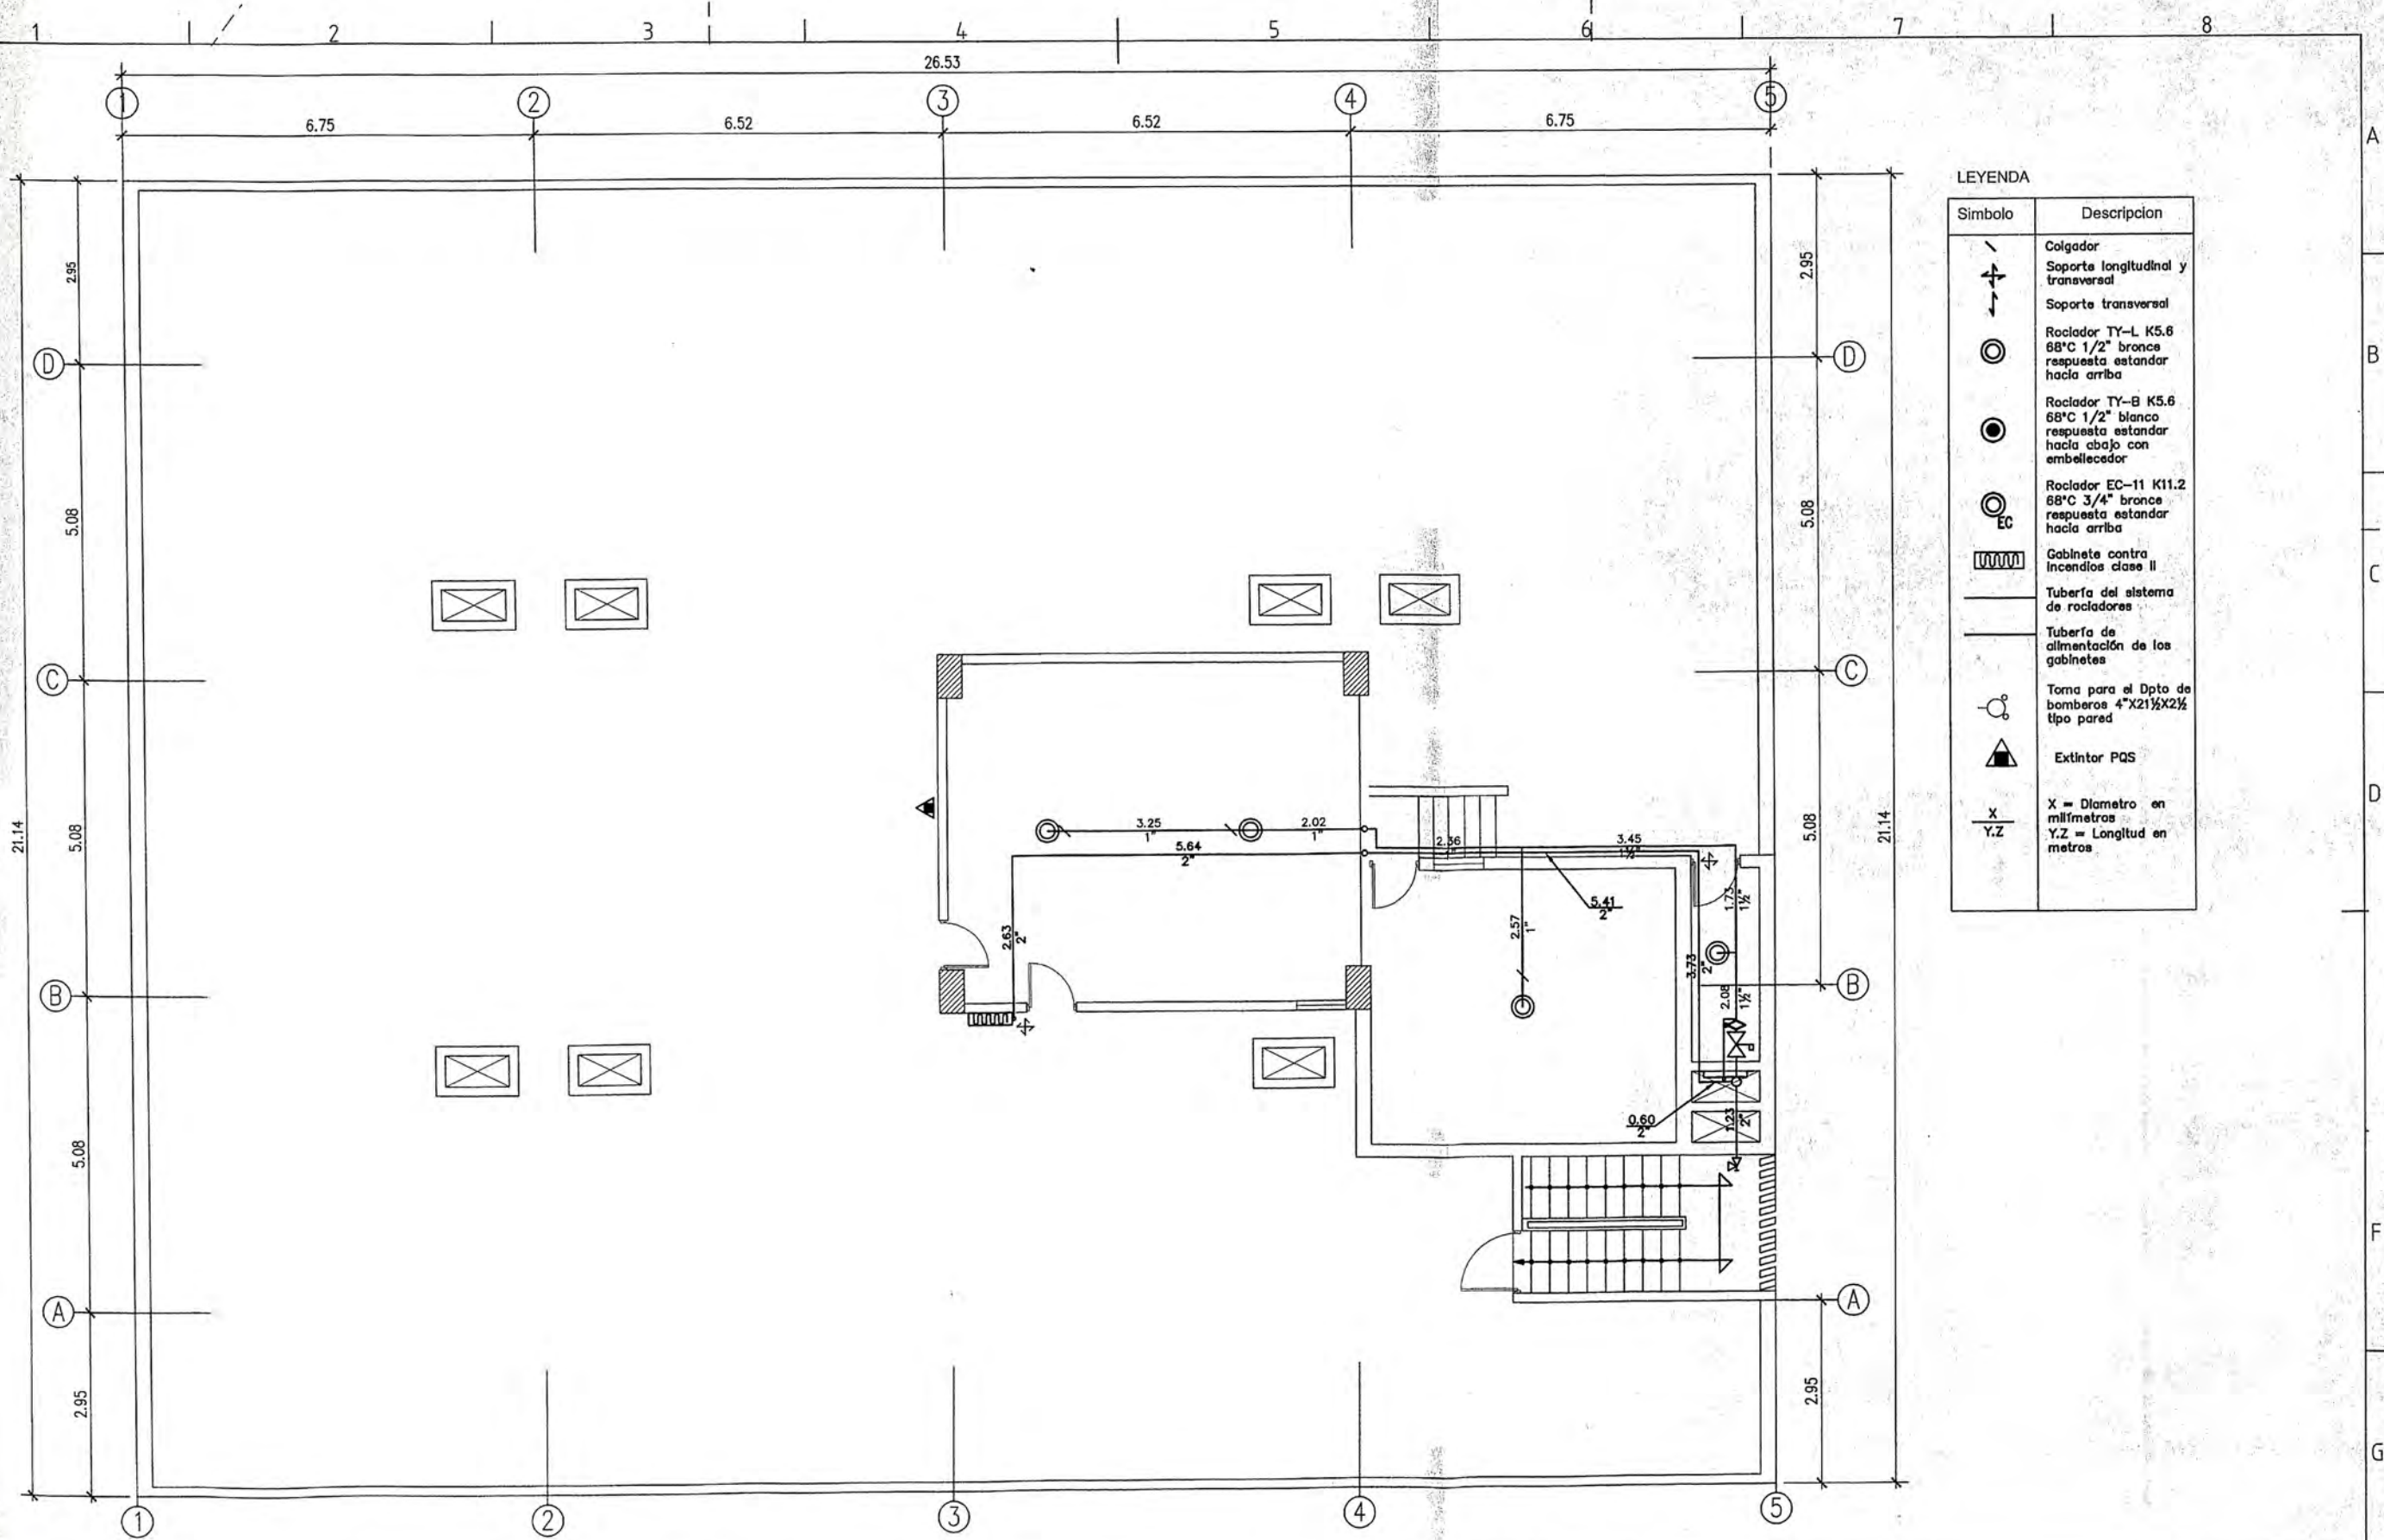 1 2 3 4 5 6 7 8
26.53
1 2 3 4 5
6.75 6.52 6.52 6.75
A
B
C
D
F
G
2.95
5.08
5.08
5.08
2.95
21.14
D
C
B
A
2.95
5.08
5.08
2.95
21.14
D
C
B
A
3.25
1"
2.02
1"
5.64
2"
2.36
3.45
1½"
5.41
2"
2.63
2"
2.57
1"
1.73
1½"
3.73
2"
2.08
1½"
0.60
2"
1.23
2"
1 2 3 4 5
LEYENDA
Simbolo Descripcion
Colgador
Soporte longitudinal y
transversal
Soporte transversal
Rociador TY-L K5.6
68°C 1/2" bronce
respuesta estandar
hacia arriba
Rociador TY-B K5.6
68°C 1/2" blanco
respuesta estandar
hacia abajo con
embellecedor
EC
Rociador EC-11 K11.2
68°C 3/4" bronce
respuesta estandar
hacia arriba
Gabinete contra
Incendios clase II
Tubería del sistema
de rociadores
Tubería de
alimentación de los
gabinetes
Toma para el Dpto de
bomberos 4"X21½X2½
tipo pared
Extintor PQS
X
Y.Z
X = Diametro en
milímetros
Y.Z = Longitud en
metros